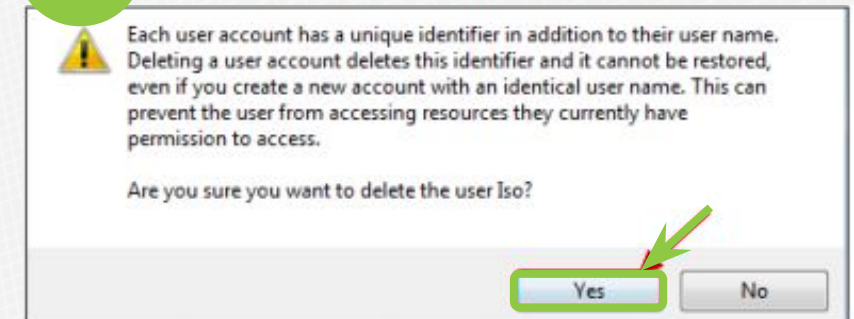 Each user account has a unique identifier in addition to their user name.
Deleting a user account deletes this identifier and it cannot be restored,
even if you create a new account with an identical user name. This can
prevent the user from accessing resources they currently have
permission to access.
Are you sure you want to delete the user Iso?
Yes No